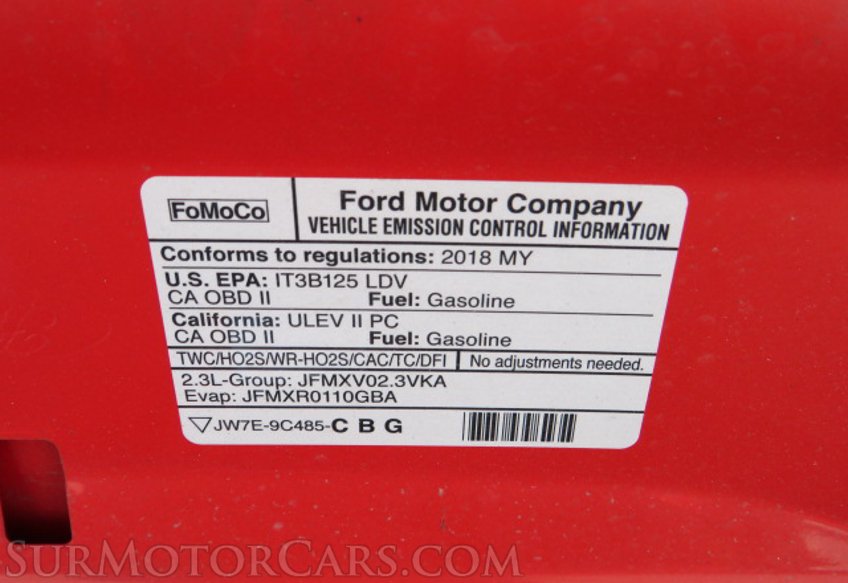 FoMoCo
Ford Motor Company
VEHICLE EMISSION CONTROL INFORMATION
Conforms to regulations: 2018 MY
U.S. EPA: IT3B125 LDV
CA OBD II Fuel: Gasoline
California: ULEV II PC
CA OBD II Fuel: Gasoline
TWC/HO2S/WR-HO2S/CAC/TC/DFI No adjustments needed.
2.3L-Group: JFMXV02.3VKA
Evap: JFMXR0110GBA
JW7E-9C485-C B G
SURMOTORCARS.COM